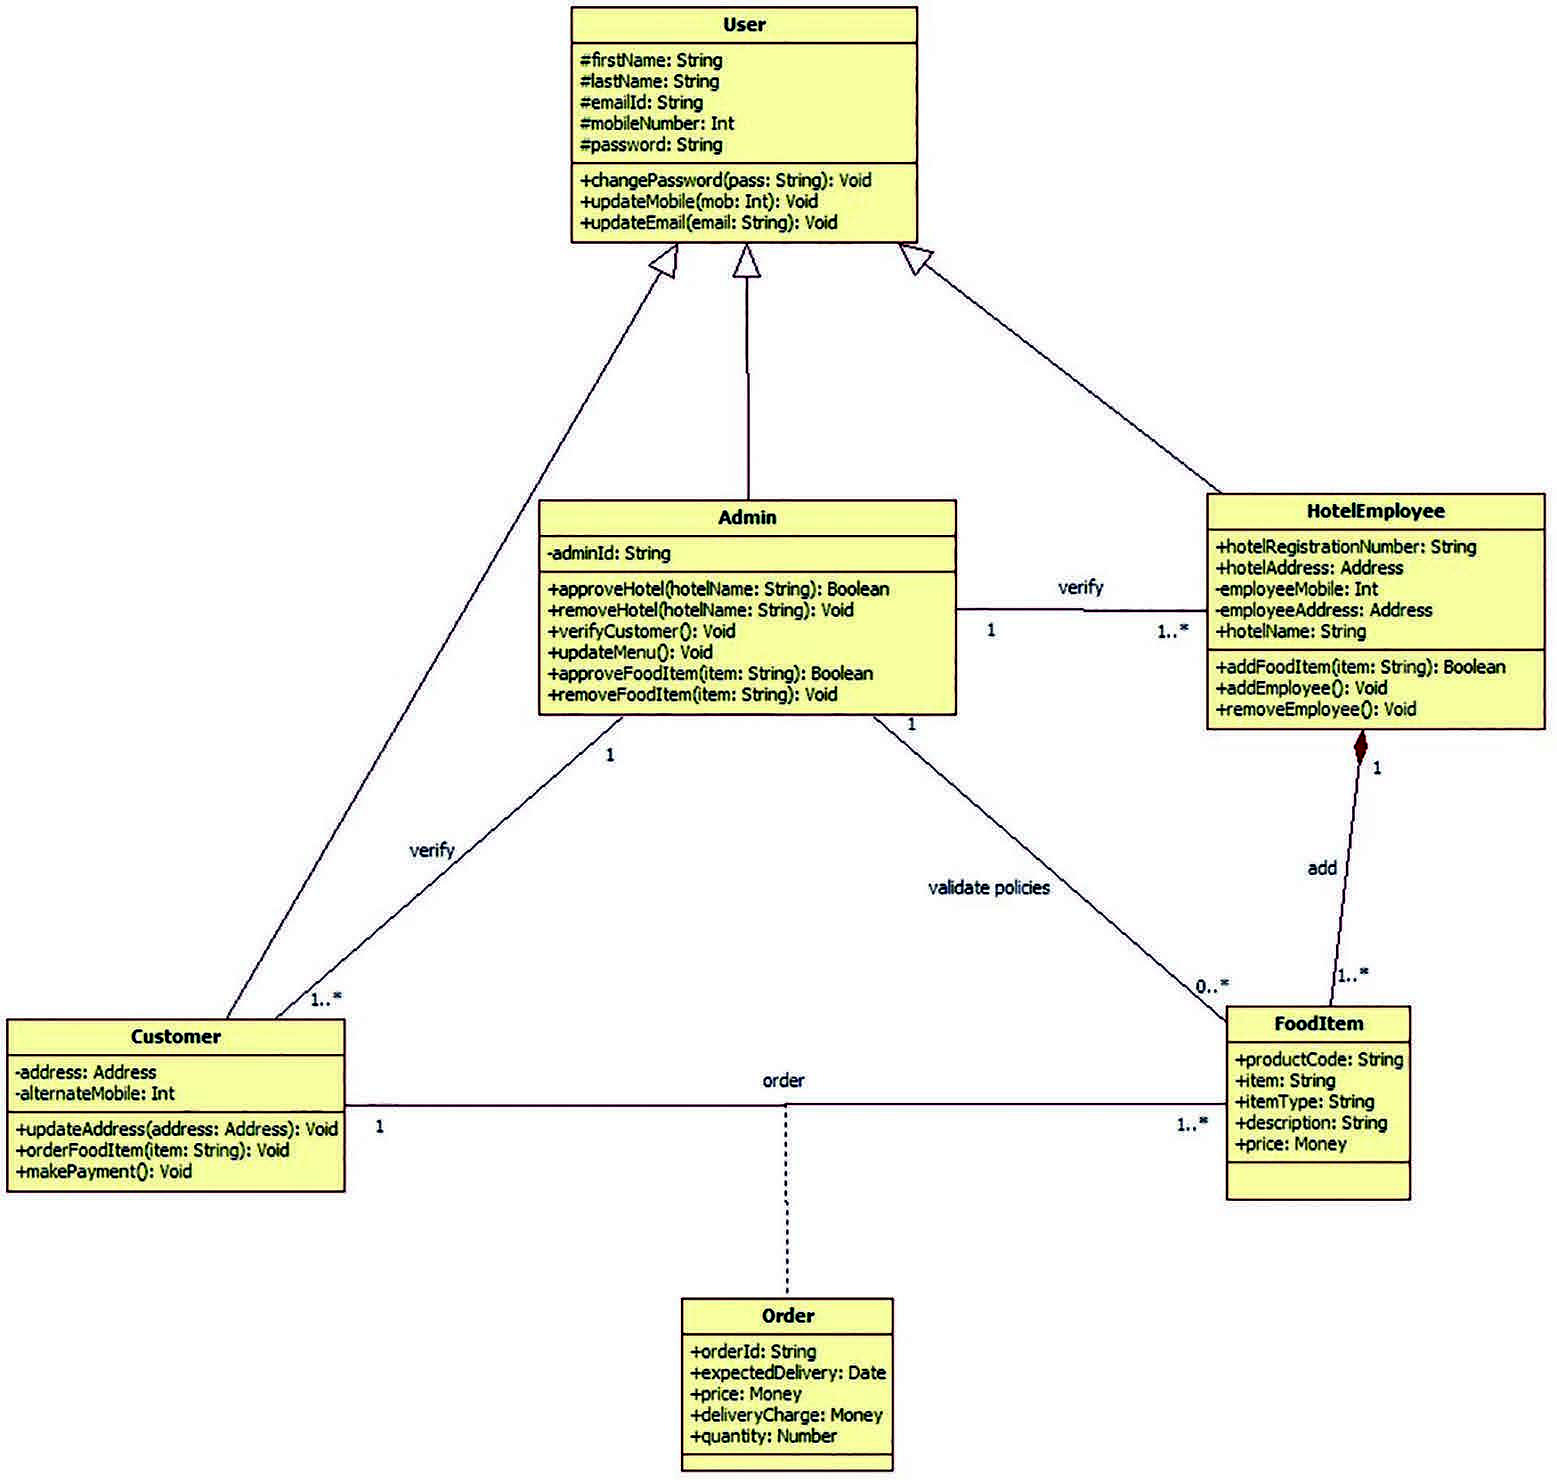 User
#firstName: String
#lastName: String
#emailId: String
#mobileNumber: Int
#password: String
+changePassword(pass: String): Void
+updateMobile(mob: Int): Void
+updateEmail(email: String): Void
Admin
-adminId: String
+approveHotel(hotelName: String): Boolean
+removeHotel(hotelName: String): Void
+verifyCustomer(): Void
+updateMenu(): Void
+approveFoodItem(item: String): Boolean
+removeFoodItem(item: String): Void
verify
1
1..*
HotelEmployee
+hotelRegistrationNumber: String
+hotelAddress: Address
-employeeMobile: Int
-employeeAddress: Address
+hotelName: String
+addFoodItem(item: String): Boolean
+addEmployee(): Void
+removeEmployee(): Void
1
verify
1..*
1
validate policies
0..*
1
add
1..*
Customer
-address: Address
-alternateMobile: Int
+updateAddress(address: Address): Void
+orderFoodItem(item: String): Void
+makePayment(): Void
order
1
1..*
FoodItem
+productCode: String
+item: String
+itemType: String
+description: String
+price: Money
Order
+orderId: String
+expectedDelivery: Date
+price: Money
+deliveryCharge: Money
+quantity: Number